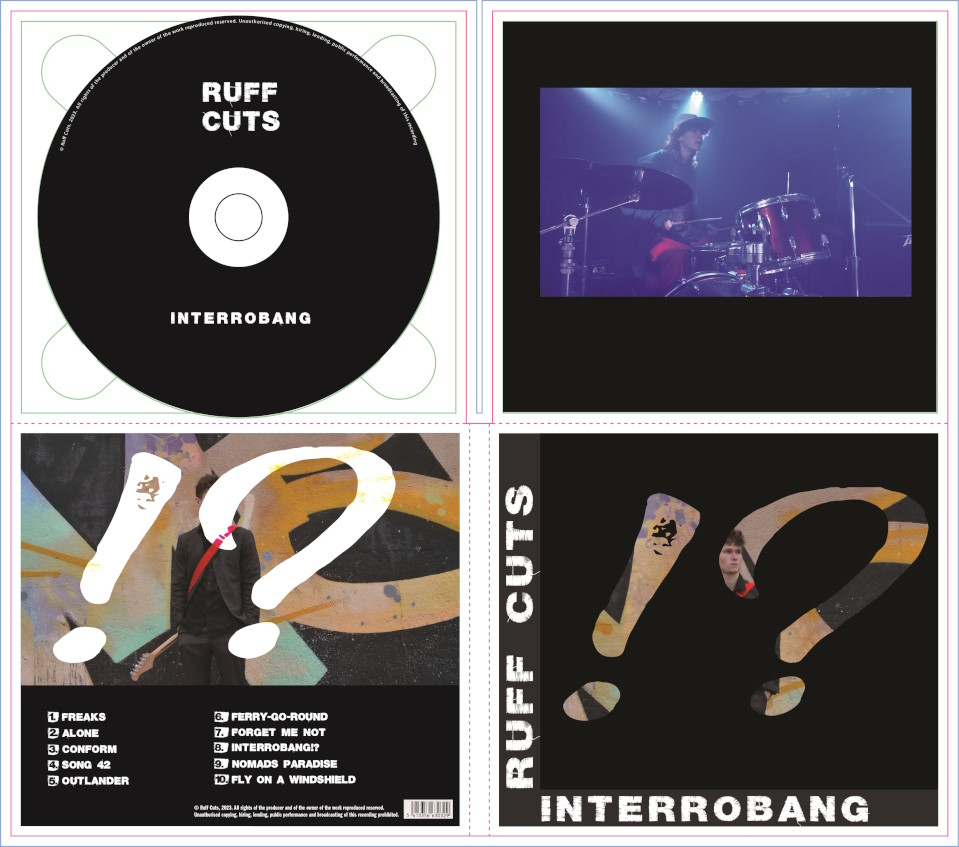 © Ruff Cuts, 2023. All rights of the producer and of the owner of the work reproduced reserved. Unauthorised copying, hiring, lending, public performance and broadcasting of this recording
RUFF
CUTS
INTERROBANG
!?
1. FREAKS
2. ALONE
3. CONFORM
4. SONG 42
5. OUTLANDER
6. FERRY-GO-ROUND
7. FORGET ME NOT
8. INTERROBANG!?
9. NOMADS PARADISE
10. FLY ON A WINDSHIELD
© Ruff Cuts, 2023. All rights of the producer and of the owner of the work reproduced reserved.
Unauthorised copying, hiring, lending, public performance and broadcasting of this recording prohibited.
RUFF CUTS
!?
INTERROBANG